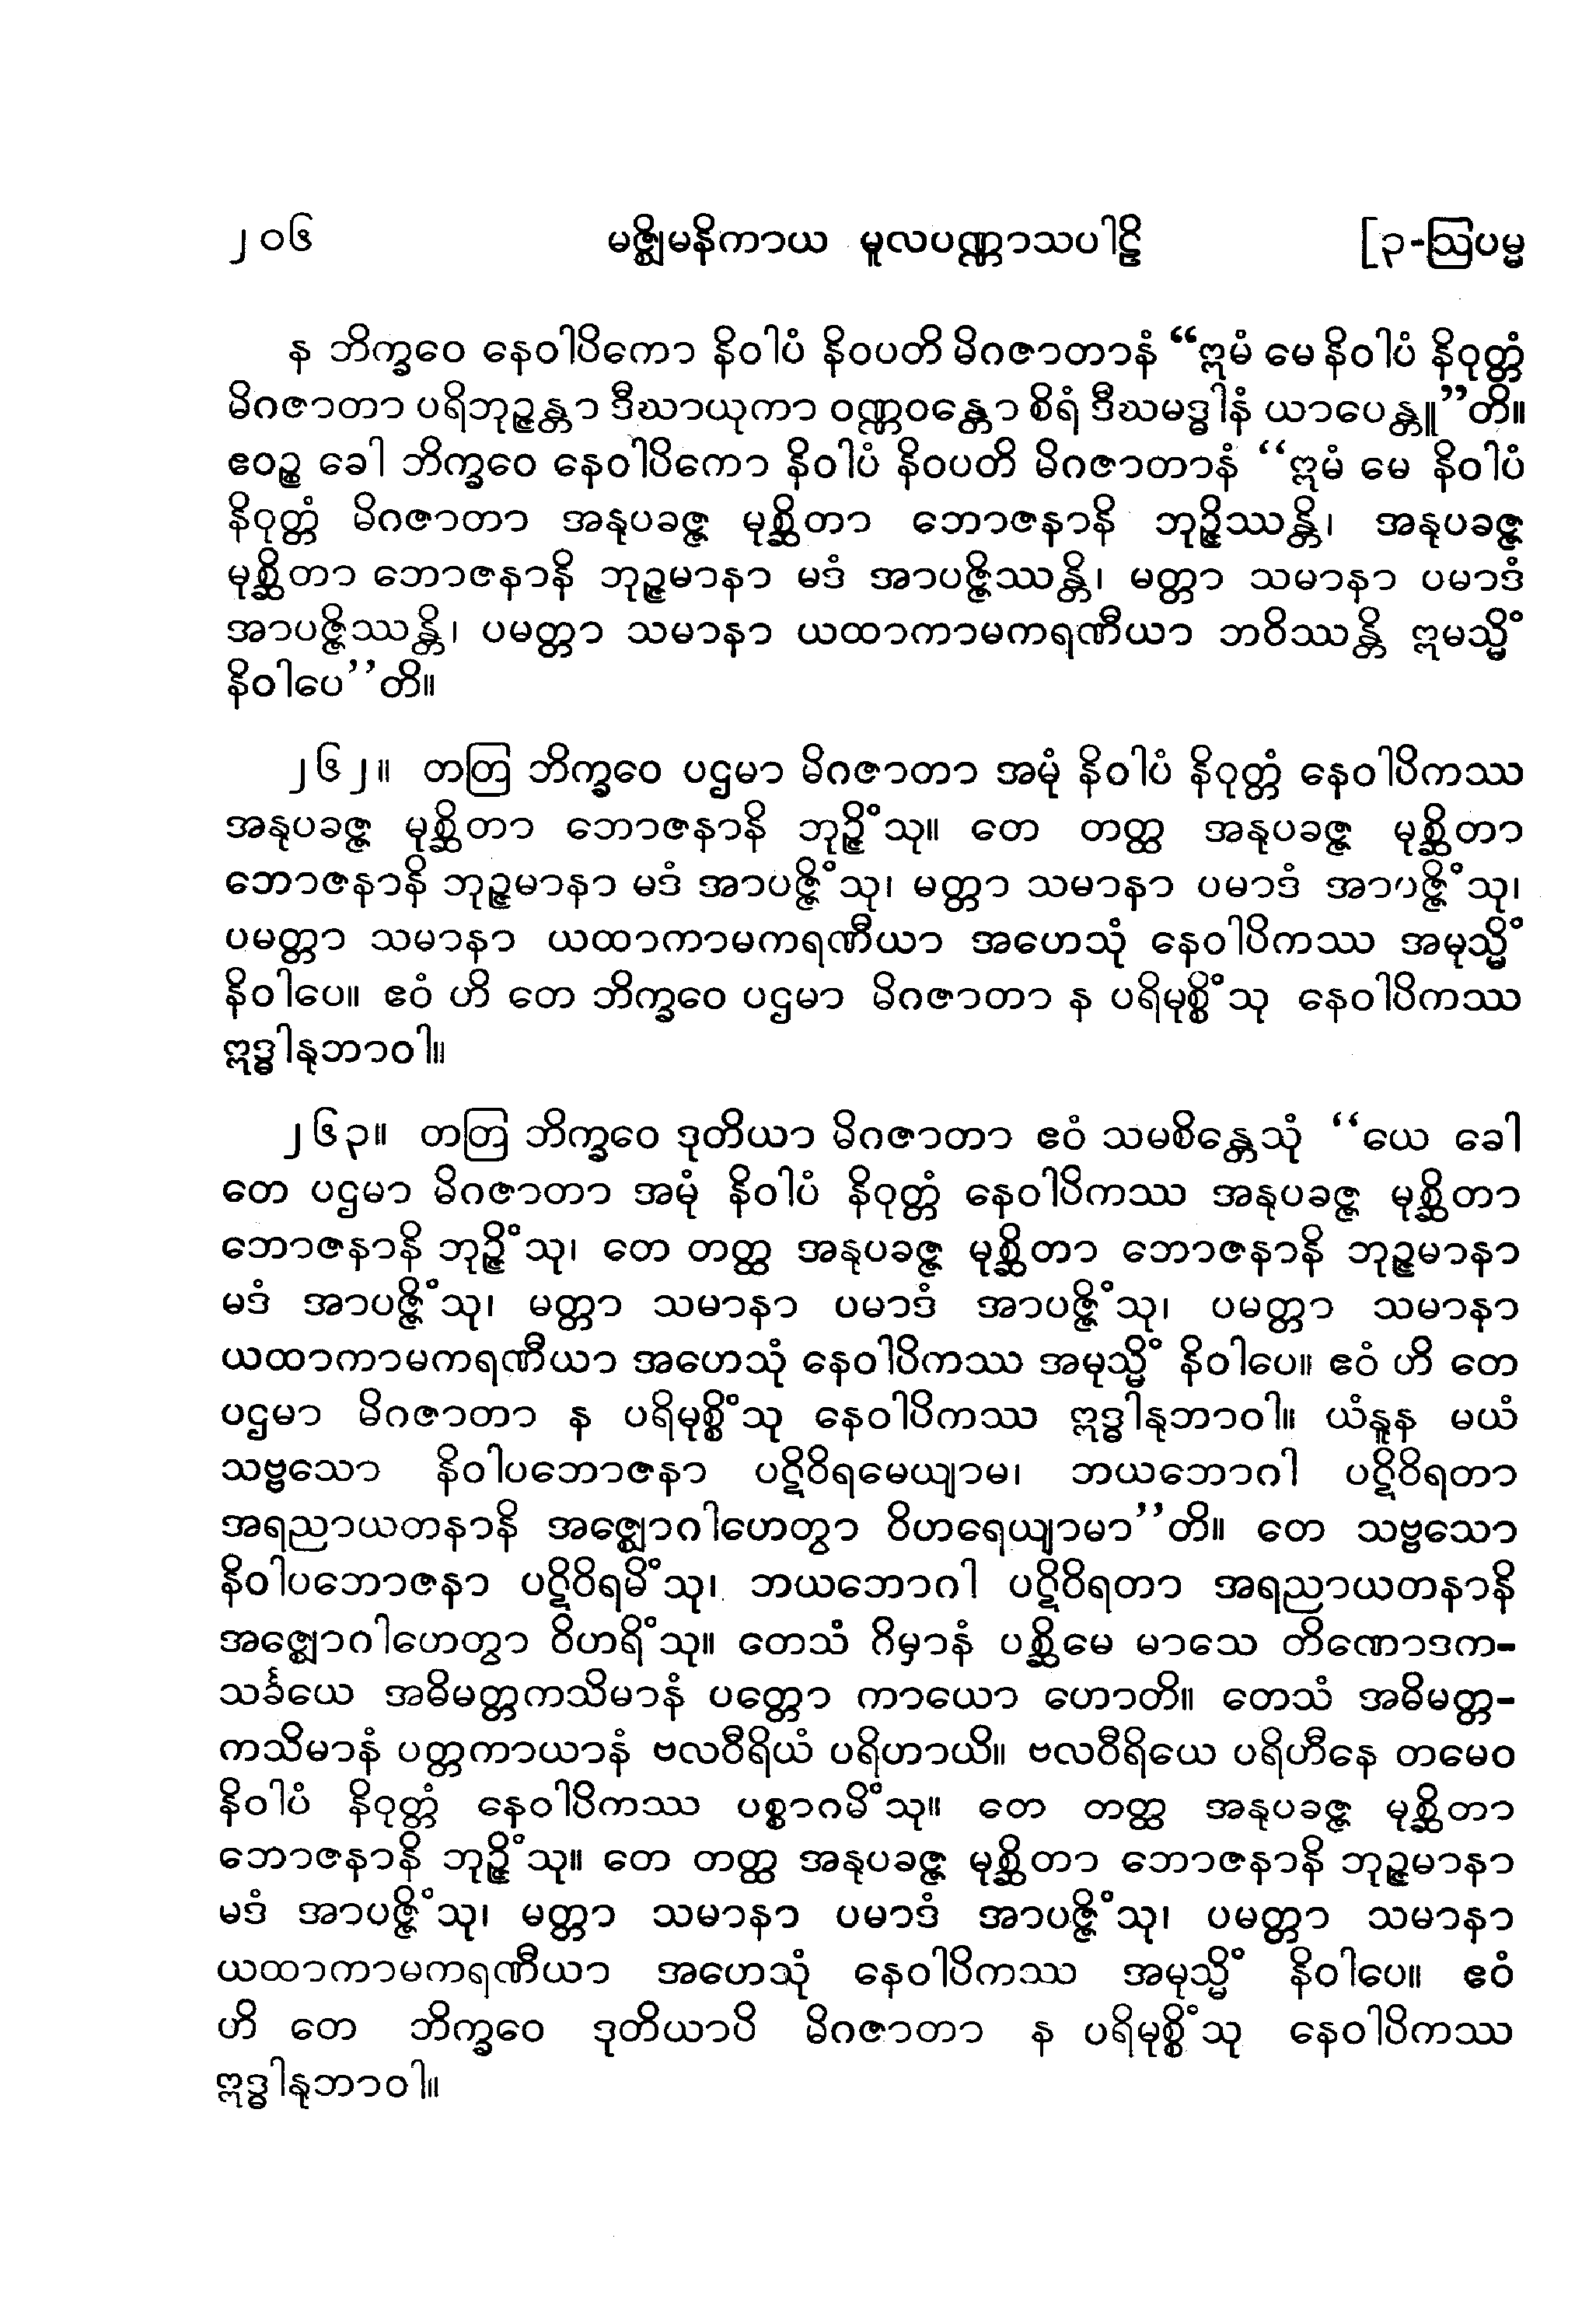 ၂၀၆ မဇ္ဈိမနိကာယ မူလပဏ္ဏာသပါဠိ [၃-ဩပမ္မ
န ဘိက္ခဝေ နေဝါပိကော နိဝါပံ နိဝပတိ မိဂဇာတာနံ “ဣမံ မေ နိဝါပံ နိဝုတ္တံ
မိဂဇာတာ ပရိဘုဉ္ဇန္တာ ဒီဃာယုကာ ဝဏ္ဏဝန္တော စိရံ ဒီဃမဒ္ဓါနံ ယာပေန္တူ”တိ။
ဧဝဉ္စ ခေါ ဘိက္ခဝေ နေဝါပိကော နိဝါပံ နိဝပတိ မိဂဇာတာနံ “ဣမံ မေ နိဝါပံ
နိဝုတ္တံ မိဂဇာတာ အနုပခဇ္ဇ မုစ္ဆိတာ ဘောဇနာနိ ဘုဉ္ဇိဿန္တိ၊ အနုပခဇ္ဇ
မုစ္ဆိတာ ဘောဇနာနိ ဘုဉ္ဇမာနာ မဒံ အာပဇ္ဇိဿန္တိ၊ မတ္တာ သမာနာ ပမာဒံ
အာပဇ္ဇိဿန္တိ၊ ပမတ္တာ သမာနာ ယထာကာမကရဏီယာ ဘဝိဿန္တိ ဣမသ္မိံ
နိဝါပေ”တိ။
၂၆၂။ တတြ ဘိက္ခဝေ ပဌမာ မိဂဇာတာ အမုံ နိဝါပံ နိဝုတ္တံ နေဝါပိကဿ
အနုပခဇ္ဇ မုစ္ဆိတာ ဘောဇနာနိ ဘုဉ္ဇိံသု။ တေ တတ္ထ အနုပခဇ္ဇ မုစ္ဆိတာ
ဘောဇနာနိ ဘုဉ္ဇမာနာ မဒံ အာပဇ္ဇိံသု၊ မတ္တာ သမာနာ ပမာဒံ အာပဇ္ဇိံသု၊
ပမတ္တာ သမာနာ ယထာကာမကရဏီယာ အဟေသုံ နေဝါပိကဿ အမုသ္မိံ
နိဝါပေ။ ဧဝံ ဟိ တေ ဘိက္ခဝေ ပဌမာ မိဂဇာတာ န ပရိမုစ္စိံသု နေဝါပိကဿ
ဣဒ္ဓါနုဘာဝါ။
၂၆၃။ တတြ ဘိက္ခဝေ ဒုတိယာ မိဂဇာတာ ဧဝံ သမစိန္တေသုံ “ယေ ခေါ
တေ ပဌမာ မိဂဇာတာ အမုံ နိဝါပံ နိဝုတ္တံ နေဝါပိကဿ အနုပခဇ္ဇ မုစ္ဆိတာ
ဘောဇနာနိ ဘုဉ္ဇိံသု၊ တေ တတ္ထ အနုပခဇ္ဇ မုစ္ဆိတာ ဘောဇနာနိ ဘုဉ္ဇမာနာ
မဒံ အာပဇ္ဇိံသု၊ မတ္တာ သမာနာ ပမာဒံ အာပဇ္ဇိံသု၊ ပမတ္တာ သမာနာ
ယထာကာမကရဏီယာ အဟေသုံ နေဝါပိကဿ အမုသ္မိံ နိဝါပေ။ ဧဝံ ဟိ တေ
ပဌမာ မိဂဇာတာ န ပရိမုစ္စိံသု နေဝါပိကဿ ဣဒ္ဓါနုဘာဝါ။ ယံနူန မယံ
သဗ္ဗသော နိဝါပဘောဇနာ ပဋိဝိရမေယျာမ၊ ဘယဘောဂါ ပဋိဝိရတာ
အရညာယတနာနိ အဇ္ဈောဂါဟေတွာ ဝိဟရေယျာမာ”တိ။ တေ သဗ္ဗသော
နိဝါပဘောဇနာ ပဋိဝိရမိံသု၊ ဘယဘောဂါ ပဋိဝိရတာ အရညာယတနာနိ
အဇ္ဈောဂါဟေတွာ ဝိဟရိံသု။ တေသံ ဂိမှာနံ ပစ္ဆိမေ မာသေ တိဏောဒက-
သင်္ခယေ အဓိမတ္တကသိမာနံ ပတ္တော ကာယော ဟောတိ။ တေသံ အဓိမတ္တ-
ကသိမာနံ ပတ္တကာယာနံ ဗလဝီရိယံ ပရိဟာယိ။ ဗလဝီရိယေ ပရိဟီနေ တမေဝ
နိဝါပံ နိဝုတ္တံ နေဝါပိကဿ ပစ္စာဂမိံသု။ တေ တတ္ထ အနုပခဇ္ဇ မုစ္ဆိတာ
ဘောဇနာနိ ဘုဉ္ဇိံသု။ တေ တတ္ထ အနုပခဇ္ဇ မုစ္ဆိတာ ဘောဇနာနိ ဘုဉ္ဇမာနာ
မဒံ အာပဇ္ဇိံသု၊ မတ္တာ သမာနာ ပမာဒံ အာပဇ္ဇိံသု၊ ပမတ္တာ သမာနာ
ယထာကာမကရဏီယာ အဟေသုံ နေဝါပိကဿ အမုသ္မိံ နိဝါပေ။ ဧဝံ
ဟိ တေ ဘိက္ခဝေ ဒုတိယာပိ မိဂဇာတာ န ပရိမုစ္စိံသု နေဝါပိကဿ
ဣဒ္ဓါနုဘာဝါ။